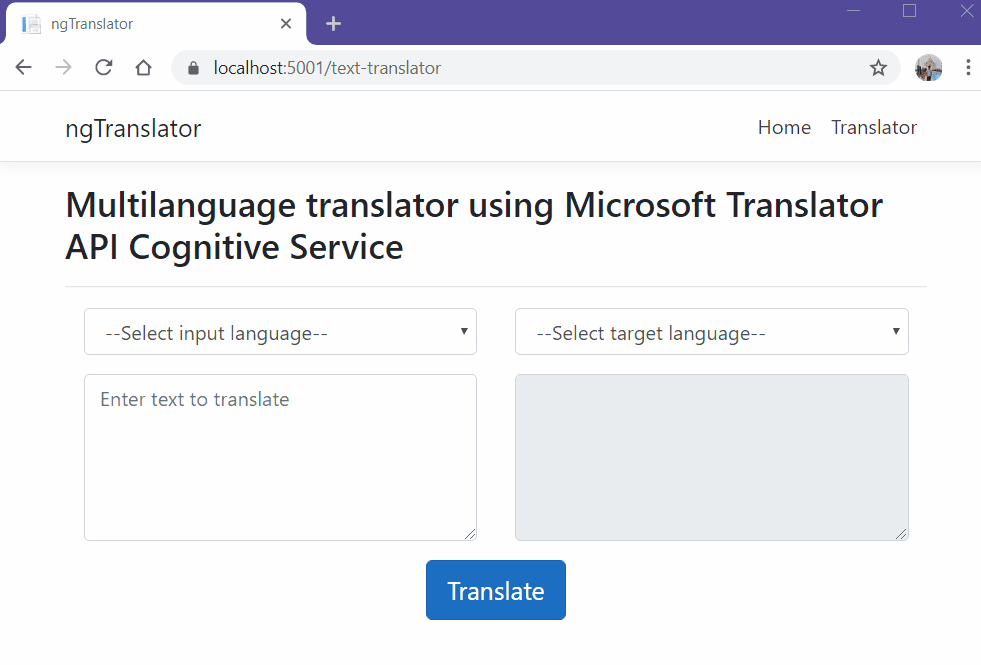 ngTranslator
localhost:5001/text-translator
ngTranslator
Home Translator
Multilanguage translator using Microsoft Translator
API Cognitive Service
--Select input language-- --Select target language--
Enter text to translate
Translate